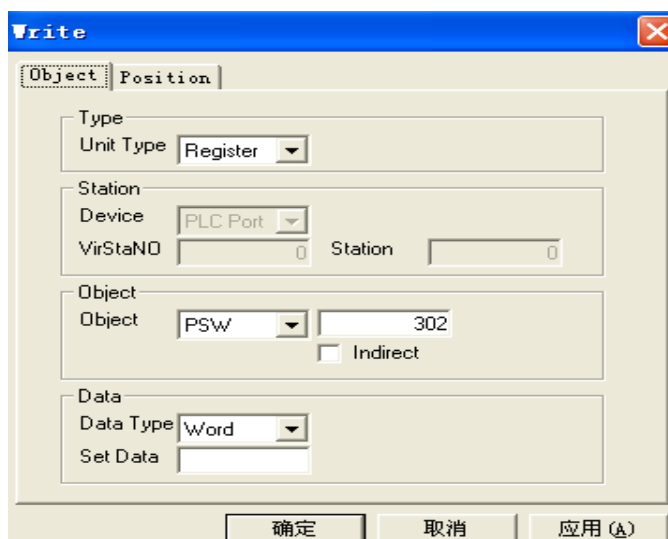 Write
Object Position
Type
Unit Type Register
Station
Device PLC Port
VirStaNO 0 Station 0
Object
Object PSW 302
Indirect
Data
Data Type Word
Set Data
确定 取消 应用(A)